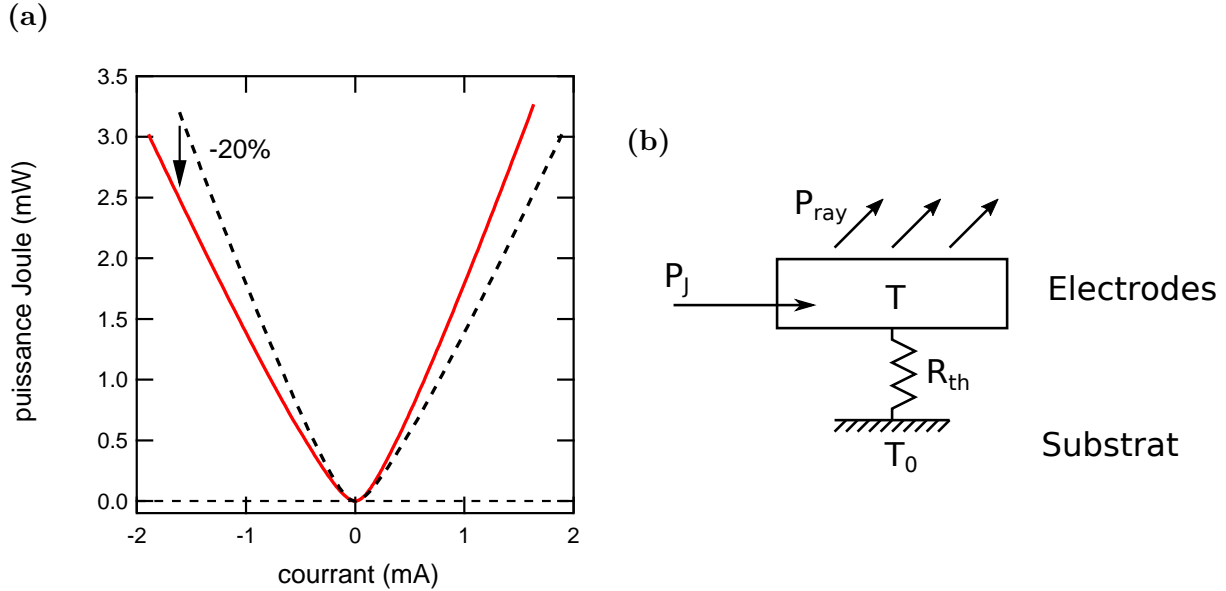 (a)
puissance Joule (mW)
3.5
3.0
2.5
2.0
1.5
1.0
0.5
0.0
-20%
-2
-1
0
1
2
courrant (mA)
(b)
P_ray
P_J
T
Electrodes
R_th
T_0
Substrat